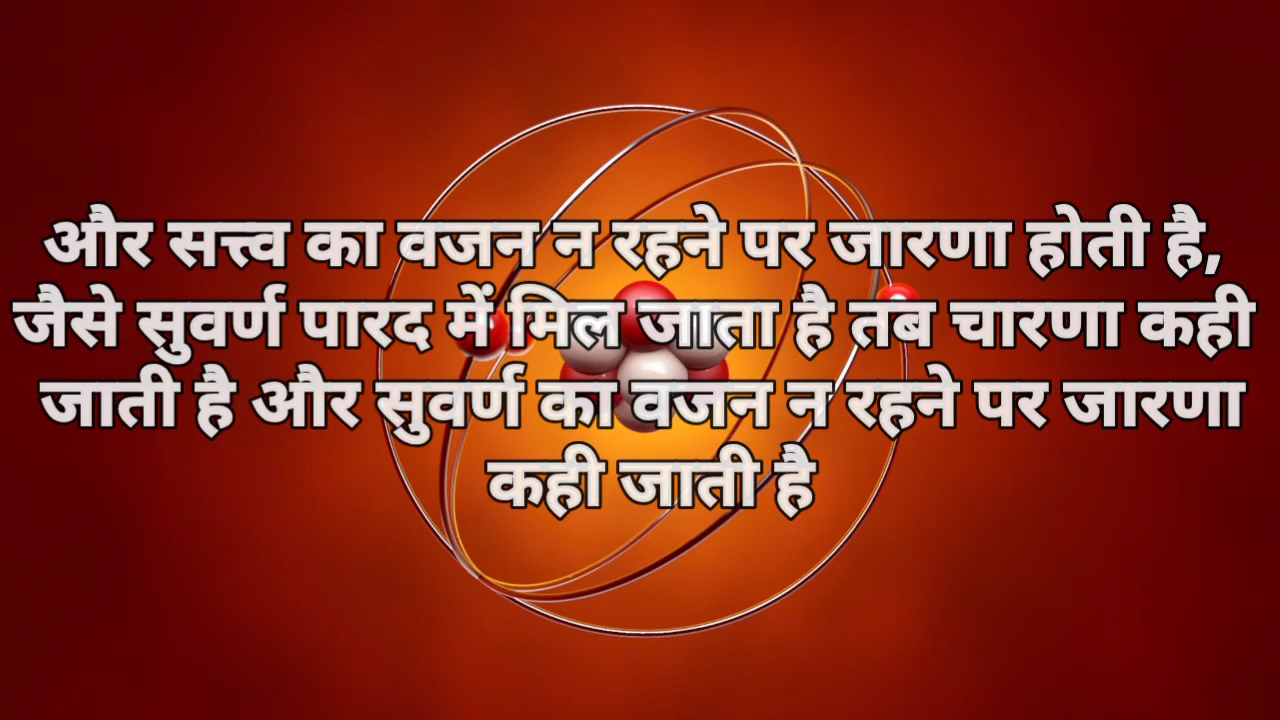 और सत्त्व का वजन न रहने पर जारणा होती है,
जैसे सुवर्ण पारद में मिल जाता है तब चारणा कही
जाती है और सुवर्ण का वजन न रहने पर जारणा
कही जाती है